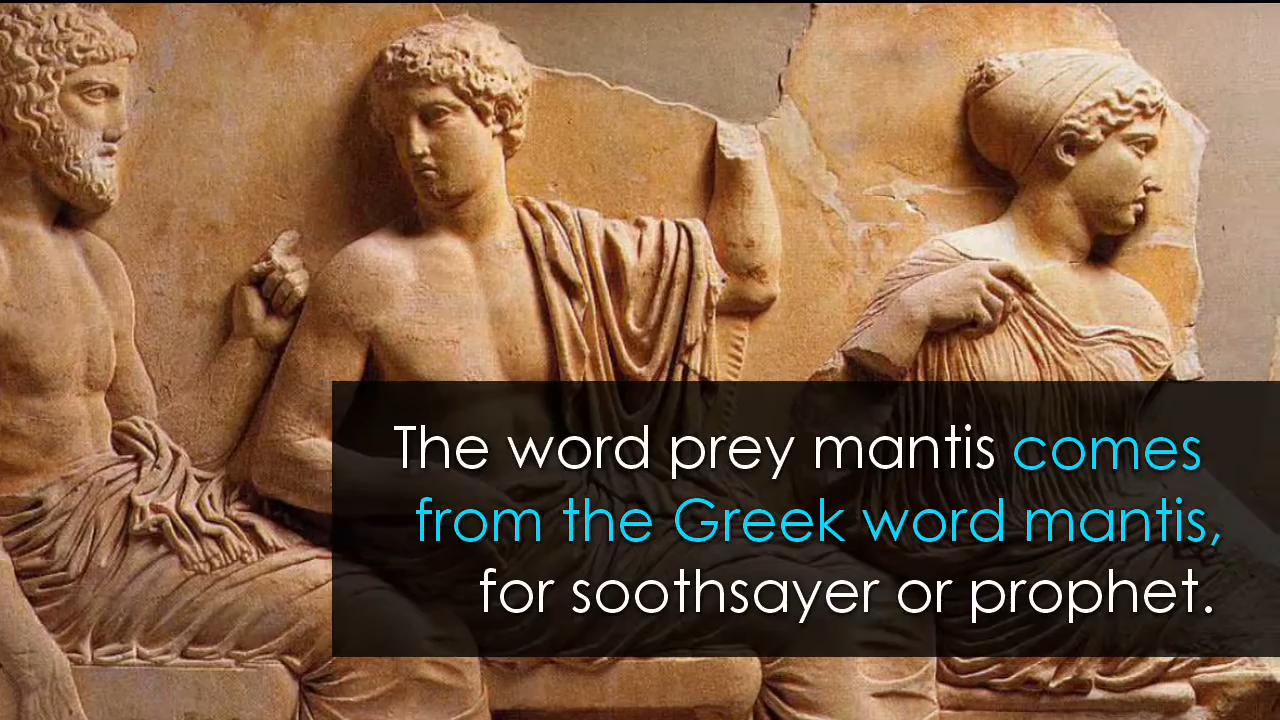 The word prey mantis comes
from the Greek word mantis,
for soothsayer or prophet.